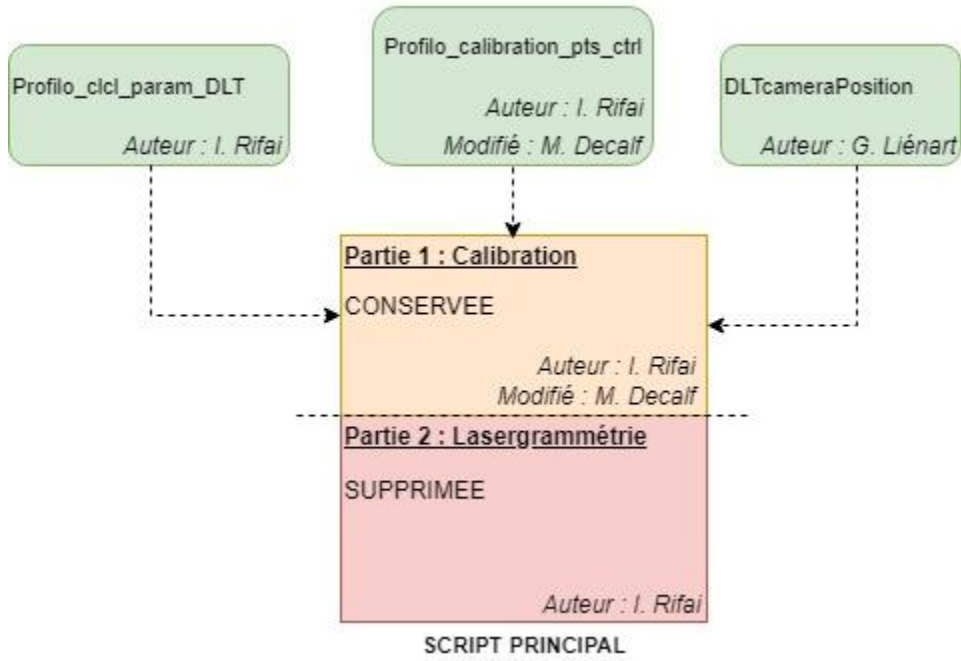 Profilo_clcl_param_DLT
Auteur : I. Rifai
Profilo_calibration_pts_ctrl
Auteur : I. Rifai
Modifié : M. Decalf
DLTcameraPosition
Auteur : G. Liénart
Partie 1 : Calibration
CONSERVEE
Auteur : I. Rifai
Modifié : M. Decalf
Partie 2 : Lasergrammétrie
SUPPRIMEE
Auteur : I. Rifai
SCRIPT PRINCIPAL